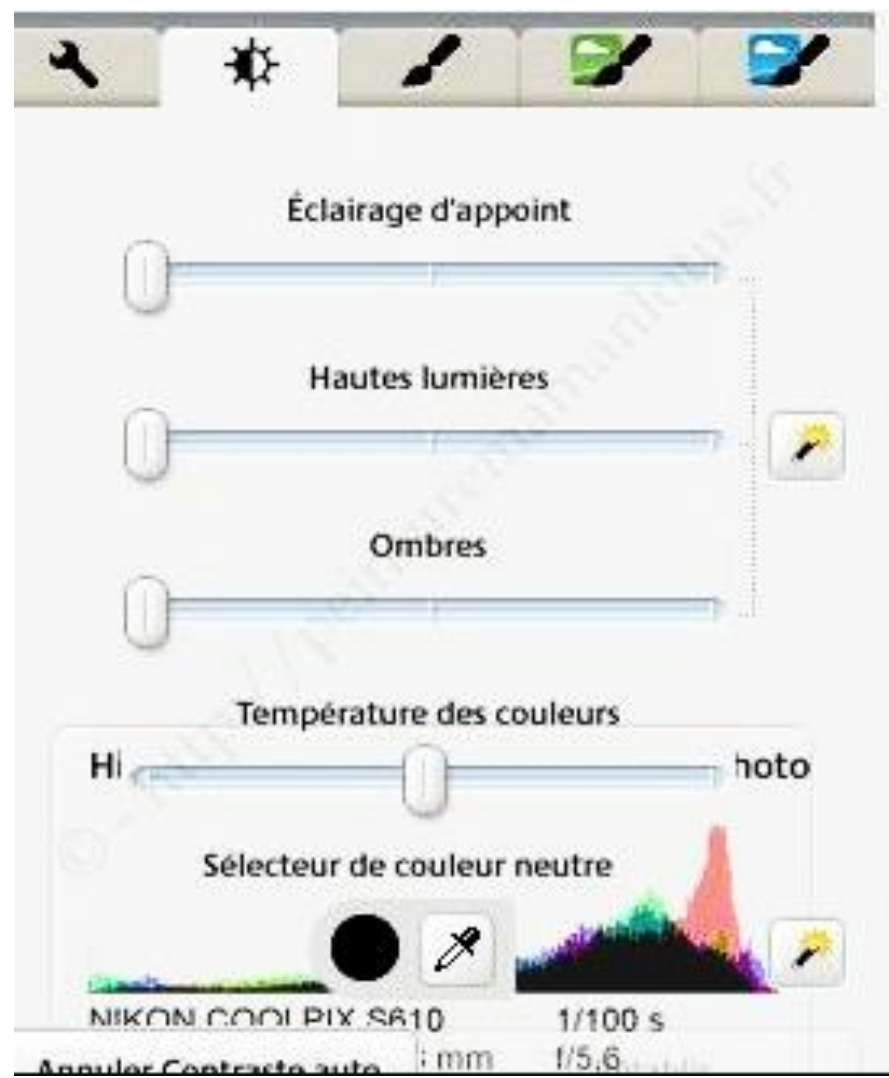 Éclairage d'appoint
Hautes lumières
Ombres
Température des couleurs
Hi hoto
Sélecteur de couleur neutre
NIKON COOLPIX S610 1/100 s
mm f/5,6
Annuler Contraste auto